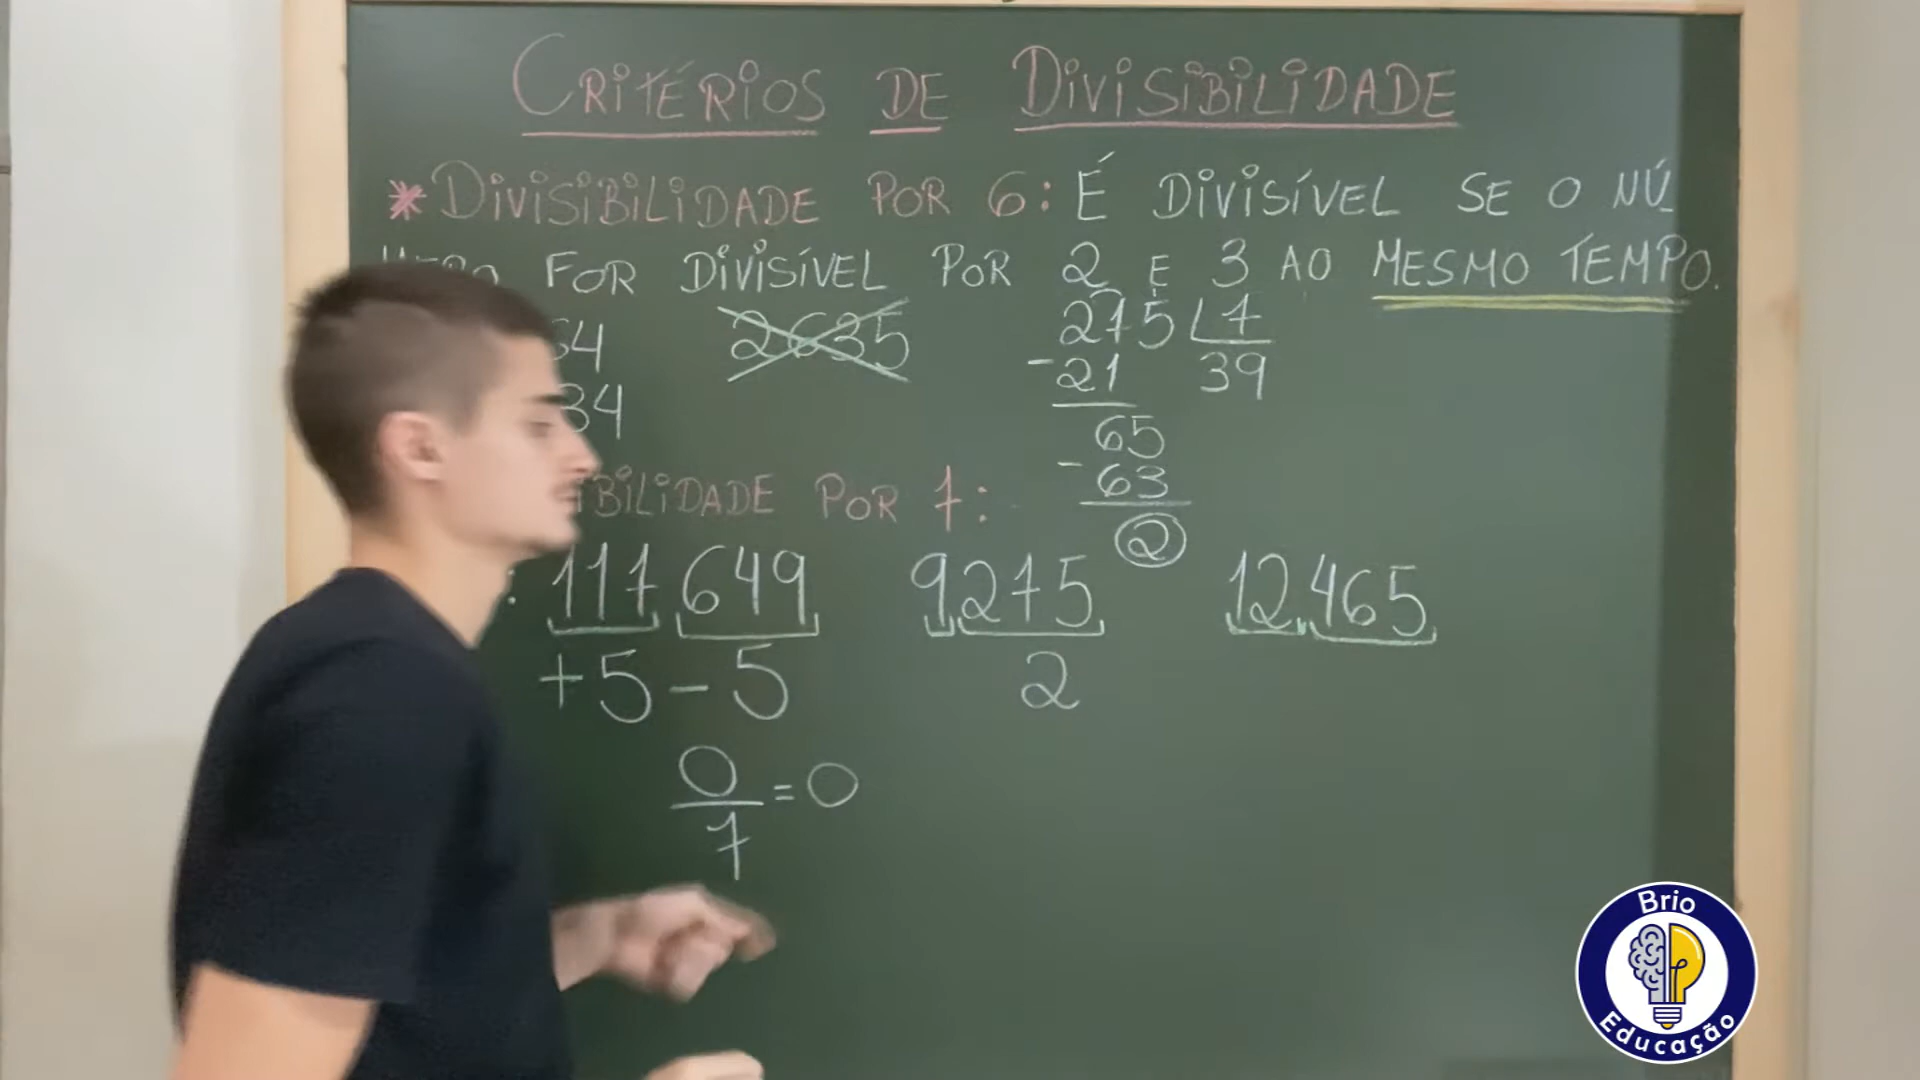 CRITÉRIOS DE DIVISIBILIDADE
*DIVISIBILIDADE POR 6: É DIVISÍVEL SE O NÚ_
FOR DIVISÍVEL POR 2 E 3 AO MESMO TEMPO.
64 2635 275 7
34 -21 39
65
-63
BILIDADE POR 7:
2
: 117 649 9.275 12.465
+5-5 2
0/7=0
Brio
Educação